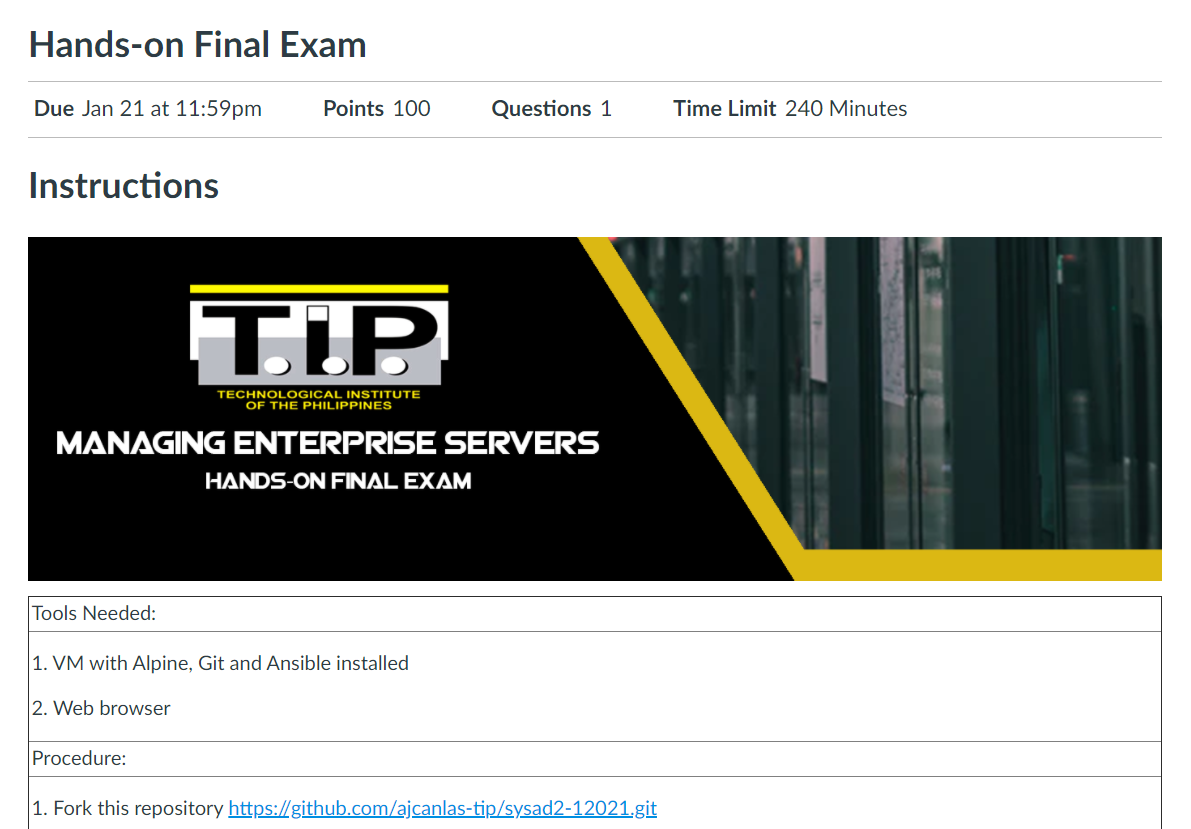 Hands-on Final Exam
Due Jan 21 at 11:59pm Points 100 Questions 1 Time Limit 240 Minutes
Instructions
T.i.P.
TECHNOLOGICAL INSTITUTE
OF THE PHILIPPINES
MANAGING ENTERPRISE SERVERS
HANDS-ON FINAL EXAM
Tools Needed:
1. VM with Alpine, Git and Ansible installed
2. Web browser
Procedure:
1. Fork this repository https://github.com/ajcanlas-tip/sysad2-12021.git